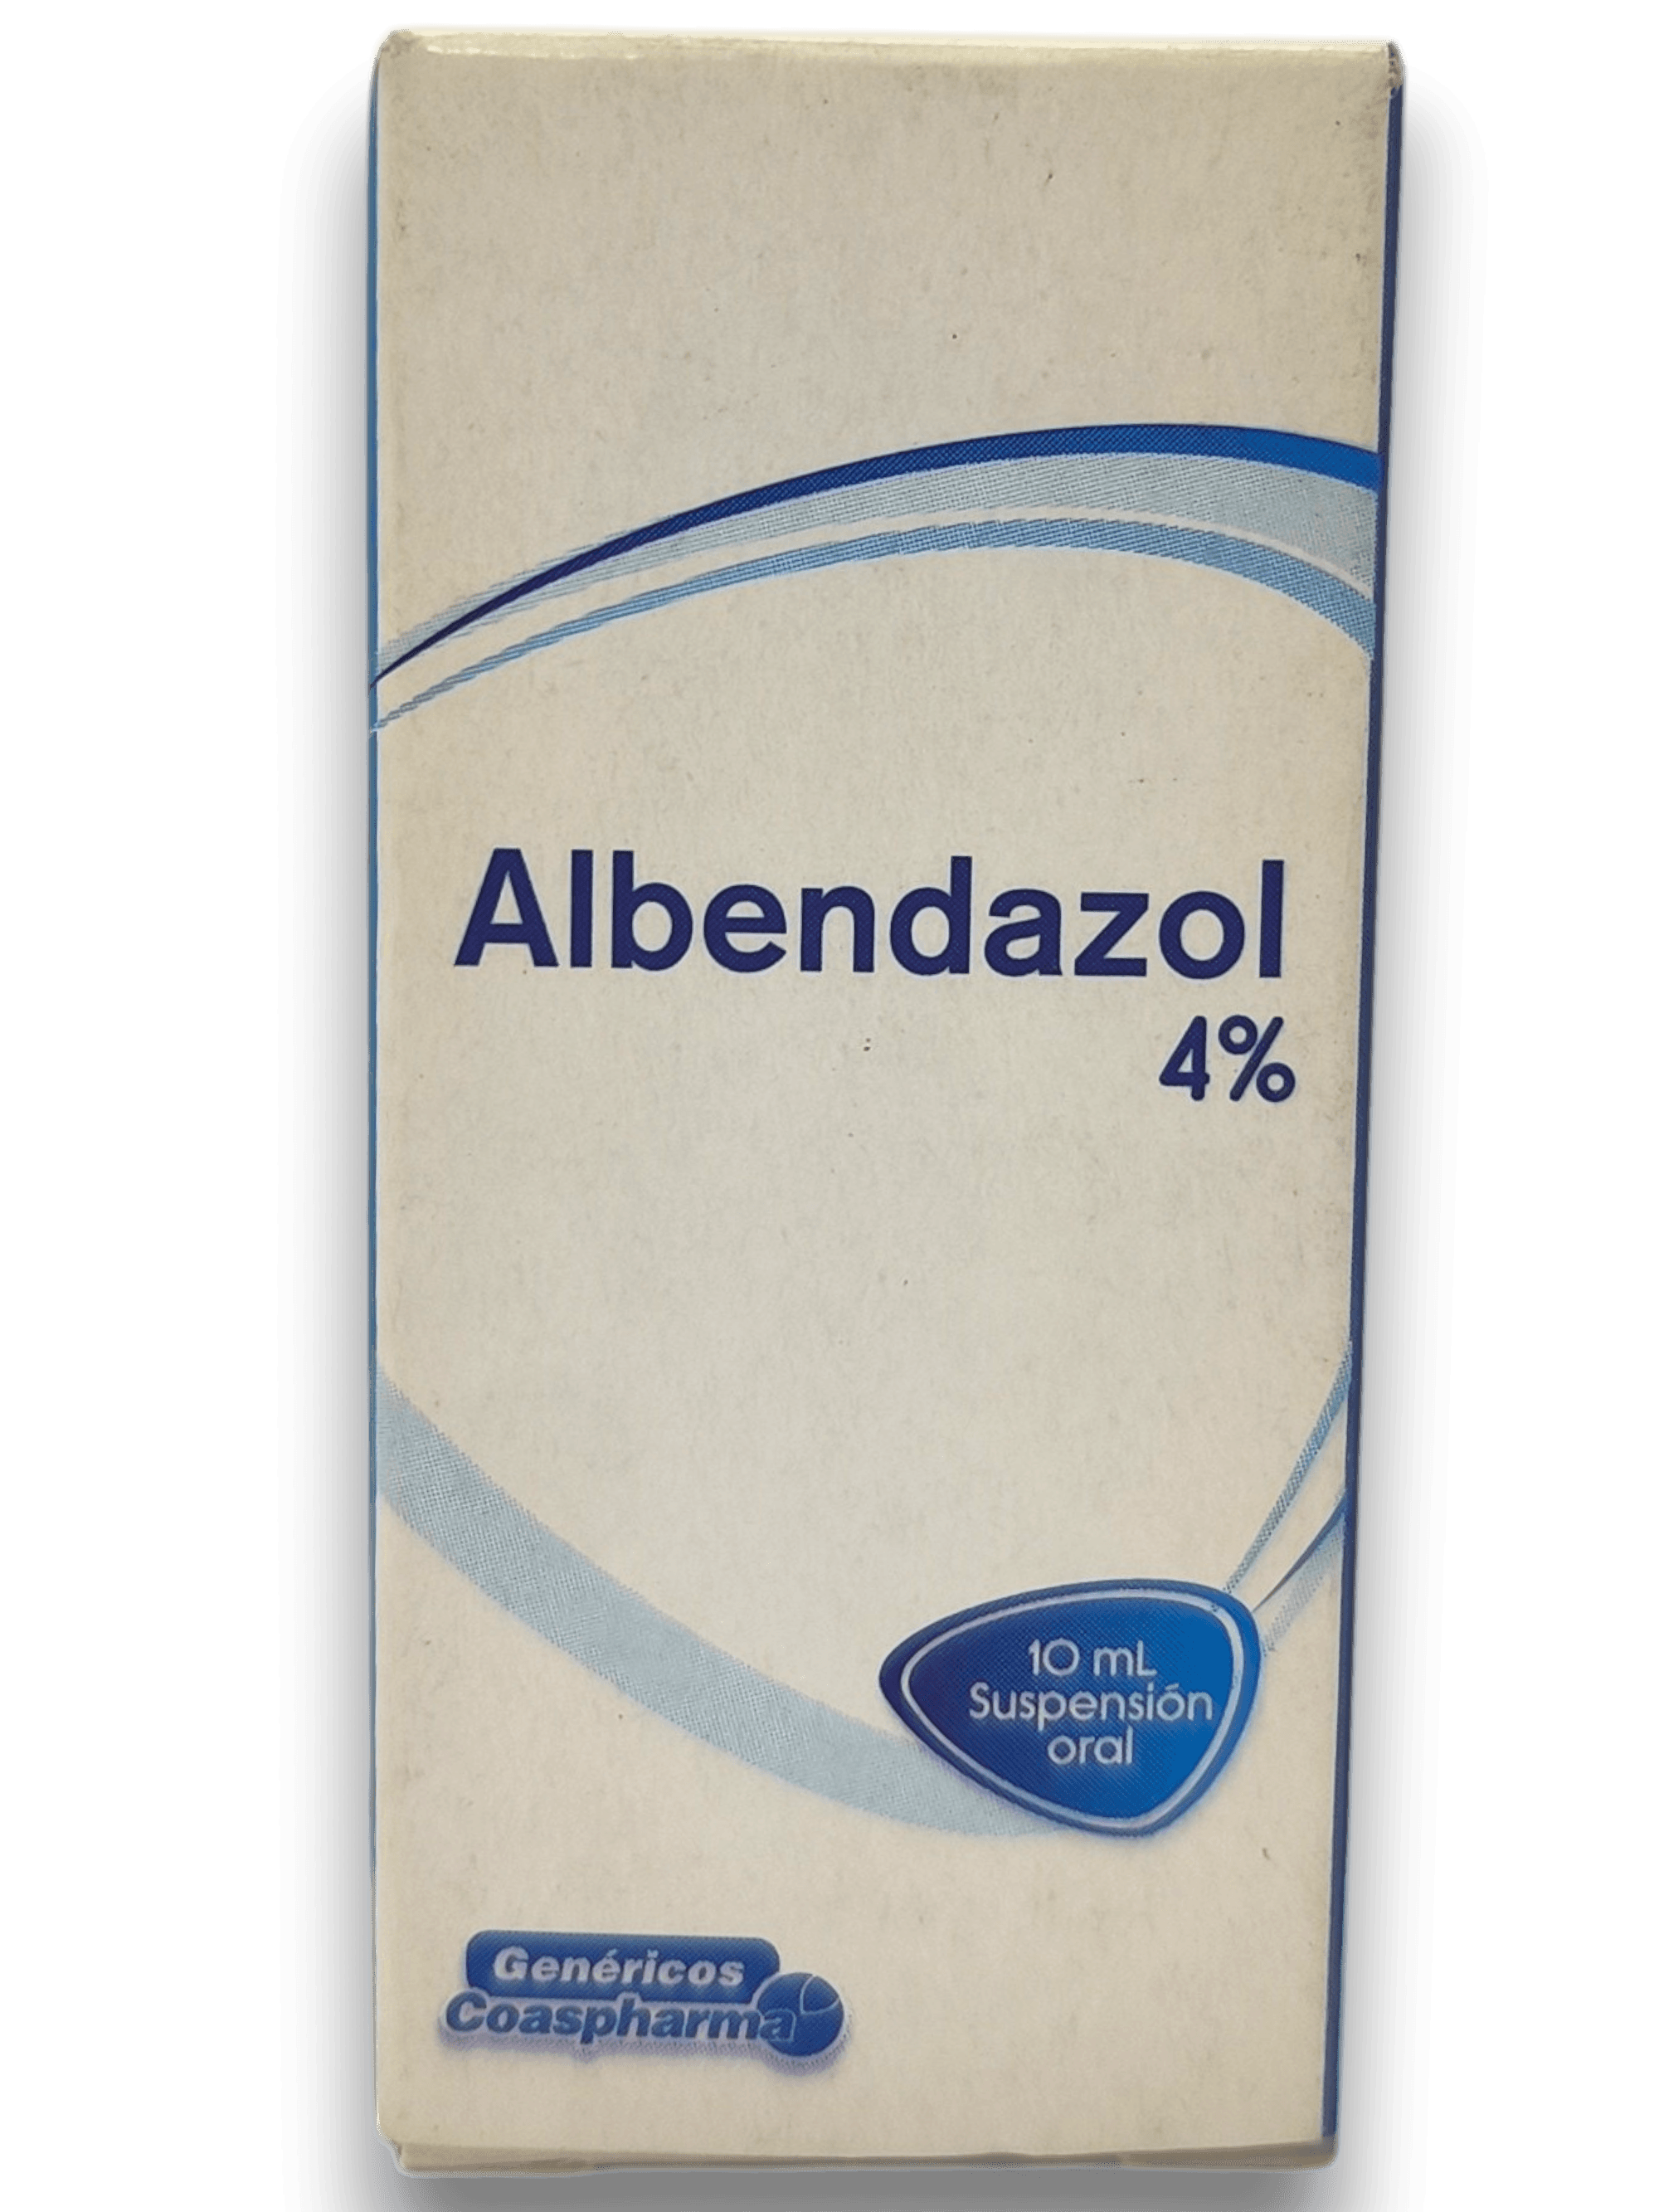 Albendazol
4%
10 mL
Suspensión
oral
Genéricos
Coaspharma